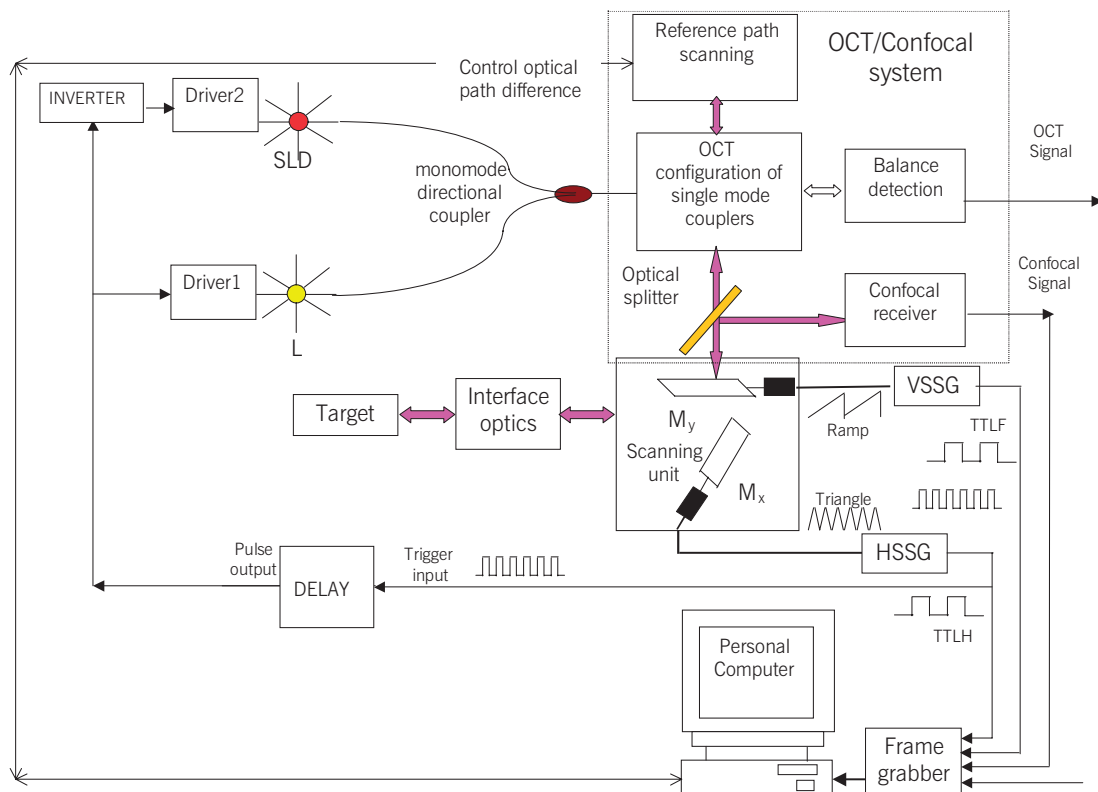 Reference path
scanning
OCT/Confocal
system
Control optical
path difference
INVERTER
Driver2
SLD
monomode
directional
coupler
OCT
configuration of
single mode
couplers
Balance
detection
OCT
Signal
Driver1
L
Optical
splitter
Confocal
receiver
Confocal
Signal
Target
Interface
optics
My
Scanning
unit
Mx
VSSG
Ramp
TTLF
Triangle
HSSG
Pulse
output
DELAY
Trigger
input
TTLH
Personal
Computer
Frame
grabber